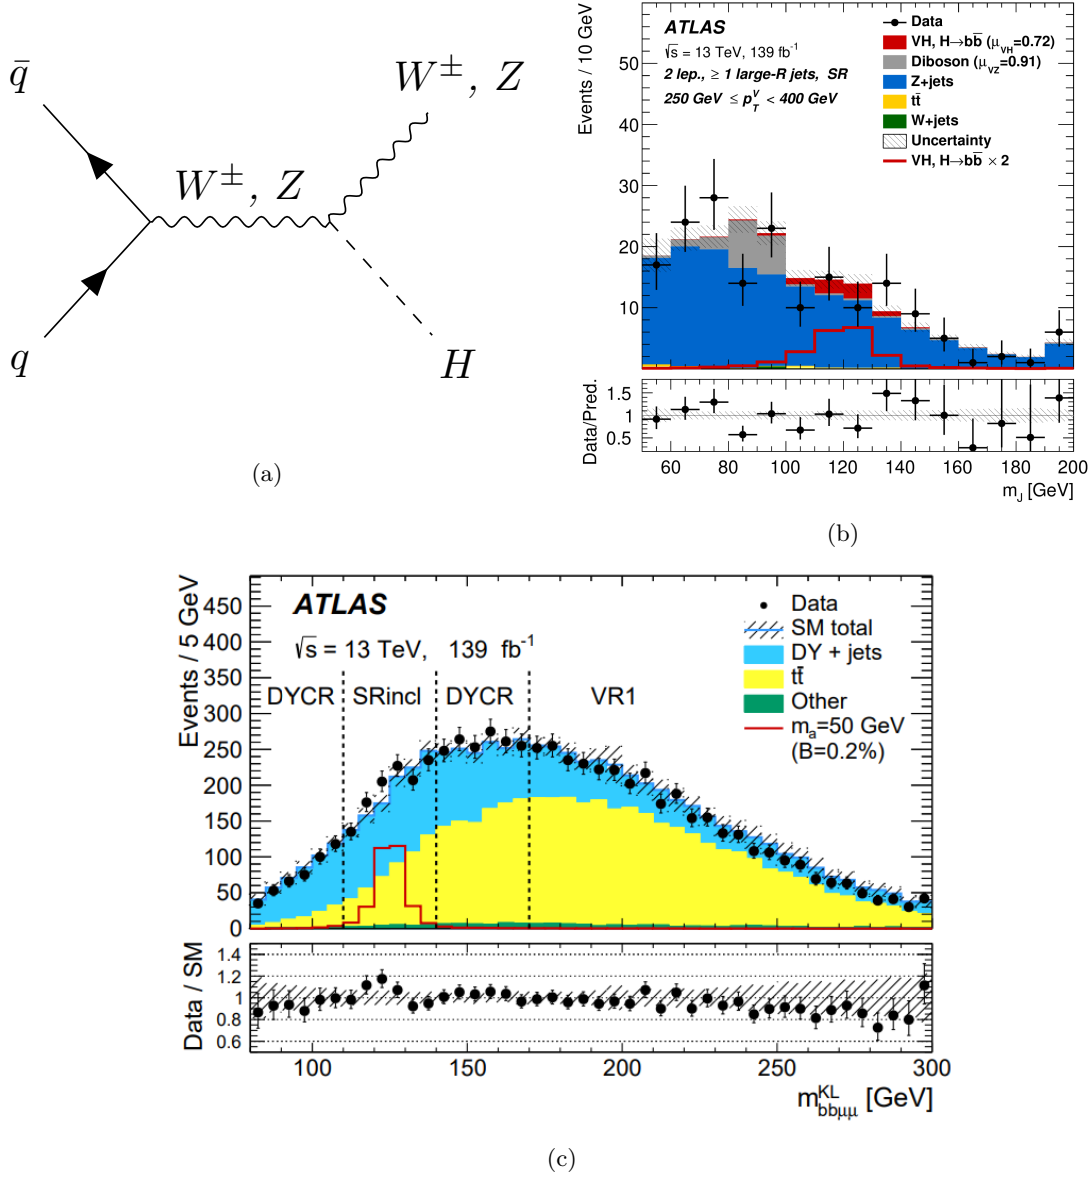 q̄
W±, Z
W±, Z
q
H
(a)
Events / 10 GeV
ATLAS
√s = 13 TeV, 139 fb⁻¹
2 lep., ≥ 1 large-R jets, SR
250 GeV ≤ p_T^V < 400 GeV
Data
VH, H→bb̄ (μ_VH=0.72)
Diboson (μ_VZ=0.91)
Z+jets
tt̄
W+jets
Uncertainty
VH, H→bb̄ × 2
50
40
30
20
10
Data/Pred.
1.5
1
0.5
60 80 100 120 140 160 180 200
m_J [GeV]
(b)
Events / 5 GeV
ATLAS
√s = 13 TeV, 139 fb⁻¹
DYCR SRincl DYCR VR1
Data
SM total
DY + jets
tt̄
Other
m_a=50 GeV
(B=0.2%)
450
400
350
300
250
200
150
100
50
0
Data / SM
1.4
1.2
1
0.8
0.6
100 150 200 250 300
m_bbμμ^KL [GeV]
(c)